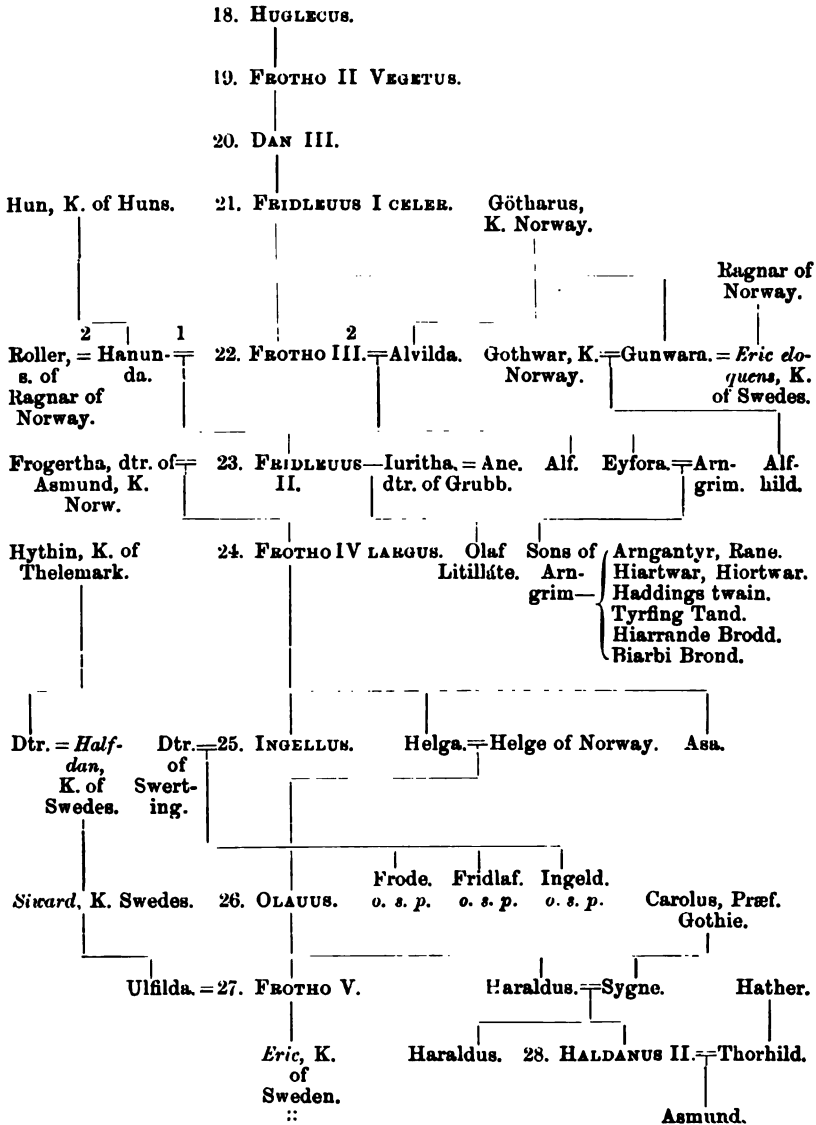 18. HUGLECUS.
19. FROTHO II VEGETUS.
20. DAN III.
Hun, K. of Huns. 21. FRIDLEUUS I CELER. Götharus,
K. Norway.
Ragnar of
Norway.
2 1 2
Roller, = Hanun- 22. FROTHO III. Alvilda. Gothwar, K. Gunwara. = Eric elo-
s. of da. Norway. quens, K.
Ragnar of of Swedes.
Norway.
Frogertha, dtr. of 23. FRIDLEUUS—Iuritha, = Ane. Alf. Eyfora. Arn- Alf-
Asmund, K. II. dtr. of Grubb. grim. hild.
Norw.
Hythin, K. of 24. FROTHO IV LARGUS. Olaf Sons of Arngantyr, Rane.
Thelemark. Litilláte. Arn- Hiartwar, Hiortwar.
grim— Haddings twain.
Tyrfing Tand.
Hiarrande Brodd.
Biarbi Brond.
Dtr. = Half- Dtr. 25. INGELLUS. Helga. Helge of Norway. Asa.
dan, of
K. of Swert-
Swedes. ing.
Frode. Fridlaf. Ingeld.
Siward, K. Swedes. 26. OLAUUS. o. s. p. o. s. p. o. s. p. Carolus, Præf.
Gothie.
Ulfilda. = 27. FROTHO V. Haraldus. Sygne. Hather.
Eric, K. Haraldus. 28. HALDANUS II. Thorhild.
of
Sweden.
::
Asmund.